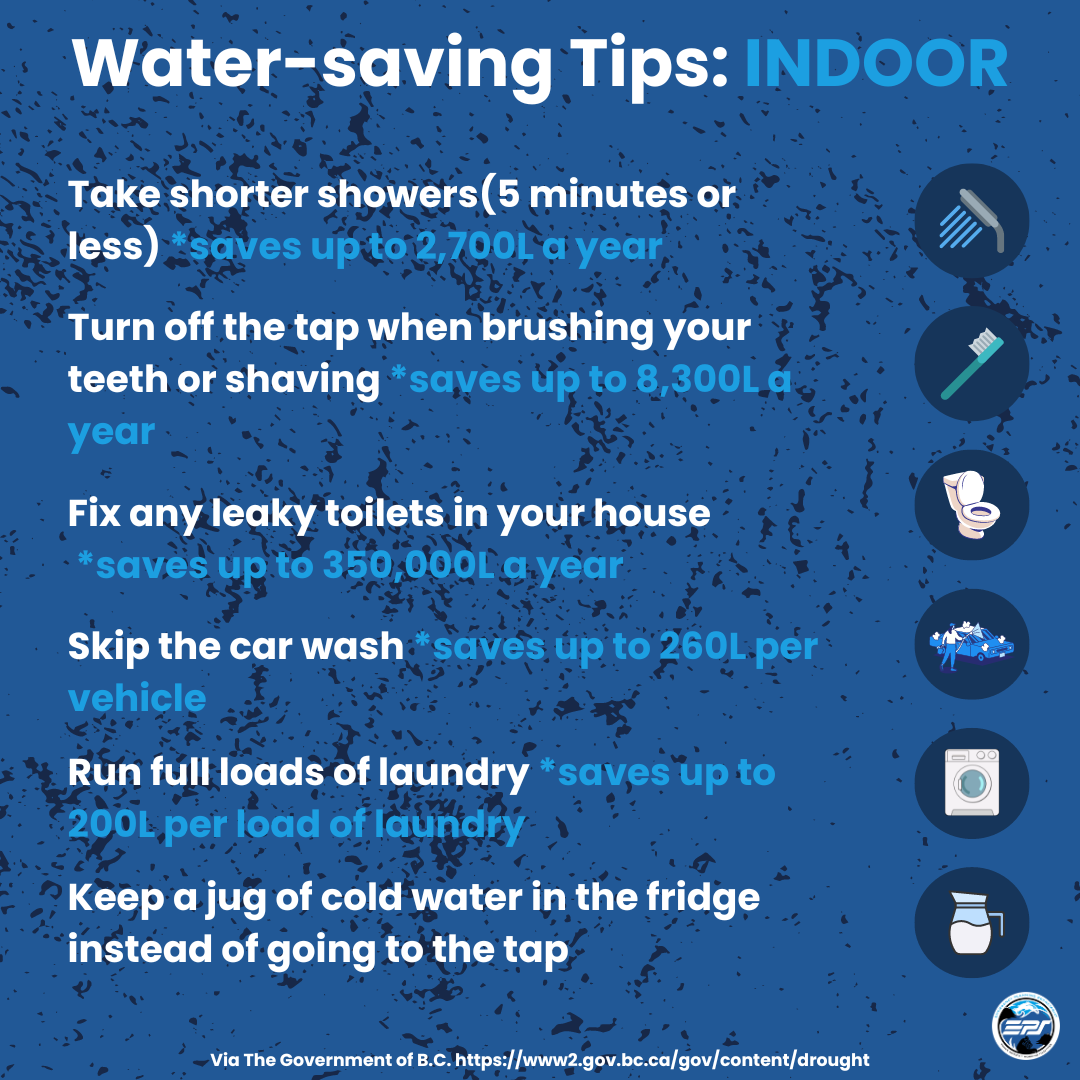 Water-saving Tips: INDOOR
Take shorter showers(5 minutes or
less) *saves up to 2,700L a year
Turn off the tap when brushing your
teeth or shaving *saves up to 8,300L a
year
Fix any leaky toilets in your house
*saves up to 350,000L a year
Skip the car wash *saves up to 260L per
vehicle
Run full loads of laundry *saves up to
200L per load of laundry
Keep a jug of cold water in the fridge
instead of going to the tap
EPS
Via The Government of B.C. https://www2.gov.bc.ca/gov/content/drought